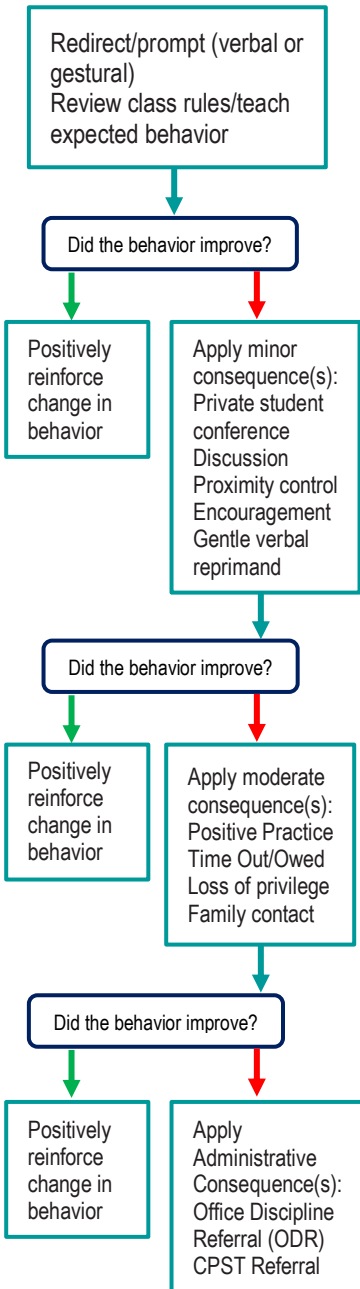 Redirect/prompt (verbal or
gestural)
Review class rules/teach
expected behavior
Did the behavior improve?
Positively
reinforce
change in
behavior
Apply minor
consequence(s):
Private student
conference
Discussion
Proximity control
Encouragement
Gentle verbal
reprimand
Did the behavior improve?
Positively
reinforce
change in
behavior
Apply moderate
consequence(s):
Positive Practice
Time Out/Owed
Loss of privilege
Family contact
Did the behavior improve?
Positively
reinforce
change in
behavior
Apply
Administrative
Consequence(s):
Office Discipline
Referral (ODR)
CPST Referral